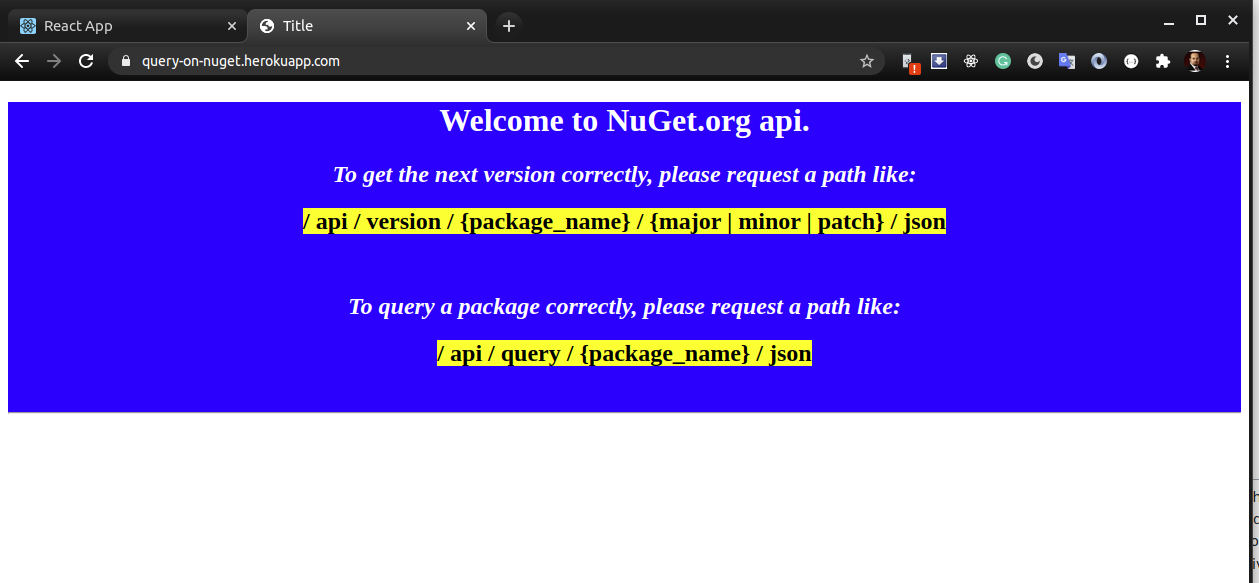 React App
Title
query-on-nuget.herokuapp.com
Welcome to NuGet.org api.
To get the next version correctly, please request a path like:
/ api / version / {package_name} / {major | minor | patch} / json
To query a package correctly, please request a path like:
/ api / query / {package_name} / json